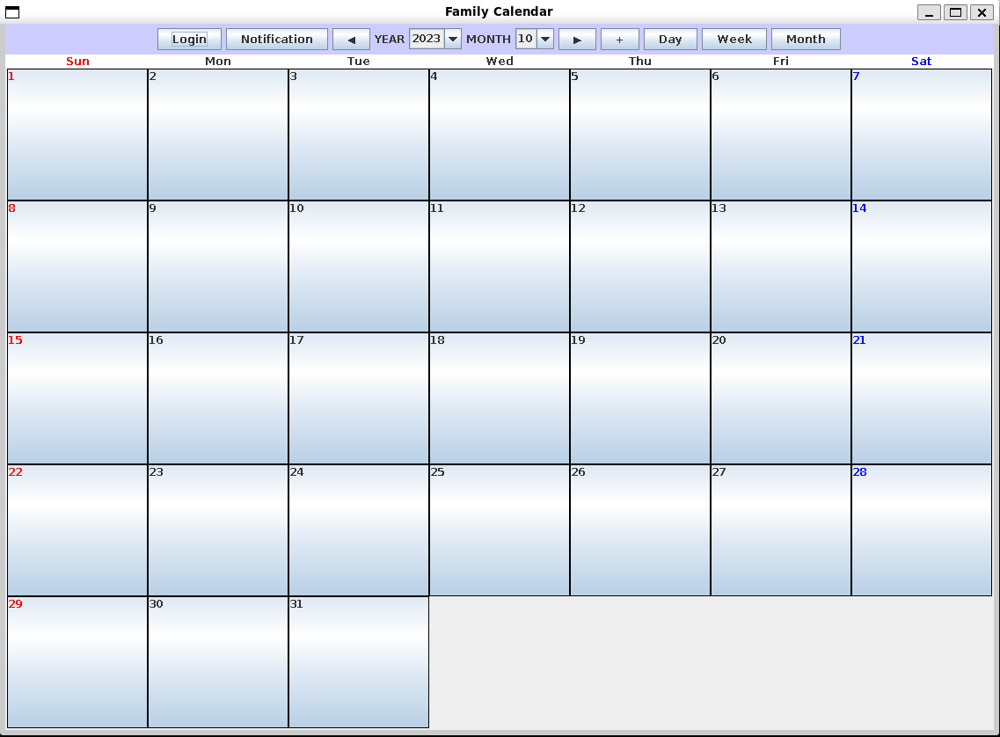 Family Calendar
Login Notification ◄ YEAR 2023 MONTH 10 ► + Day Week Month
Sun Mon Tue Wed Thu Fri Sat
1 2 3 4 5 6 7
8 9 10 11 12 13 14
15 16 17 18 19 20 21
22 23 24 25 26 27 28
29 30 31